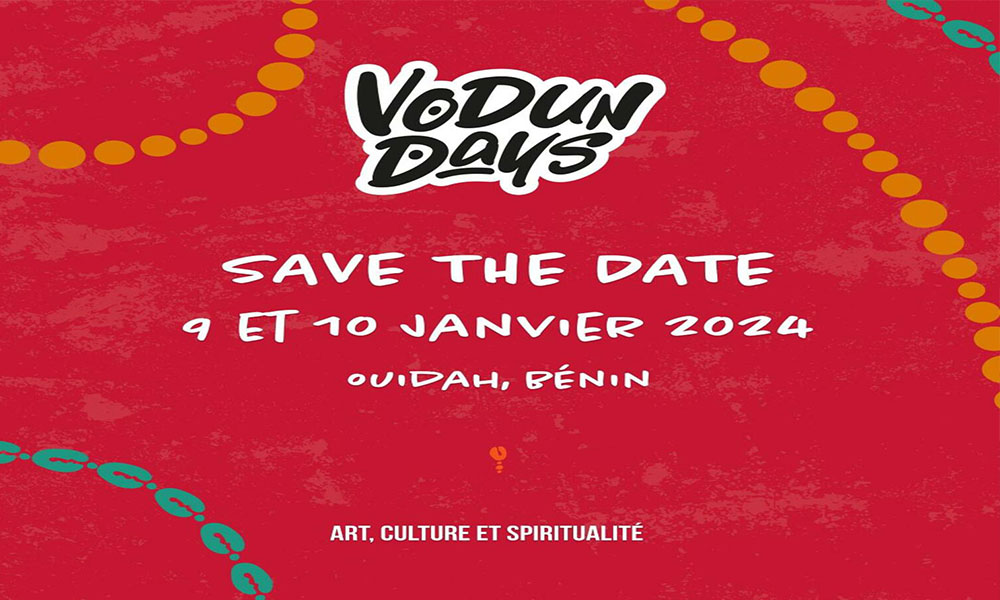 VODUN
DAYS
SAVE THE DATE
9 ET 10 JANVIER 2024
OUIDAH, BÉNIN
ART, CULTURE ET SPIRITUALITÉ